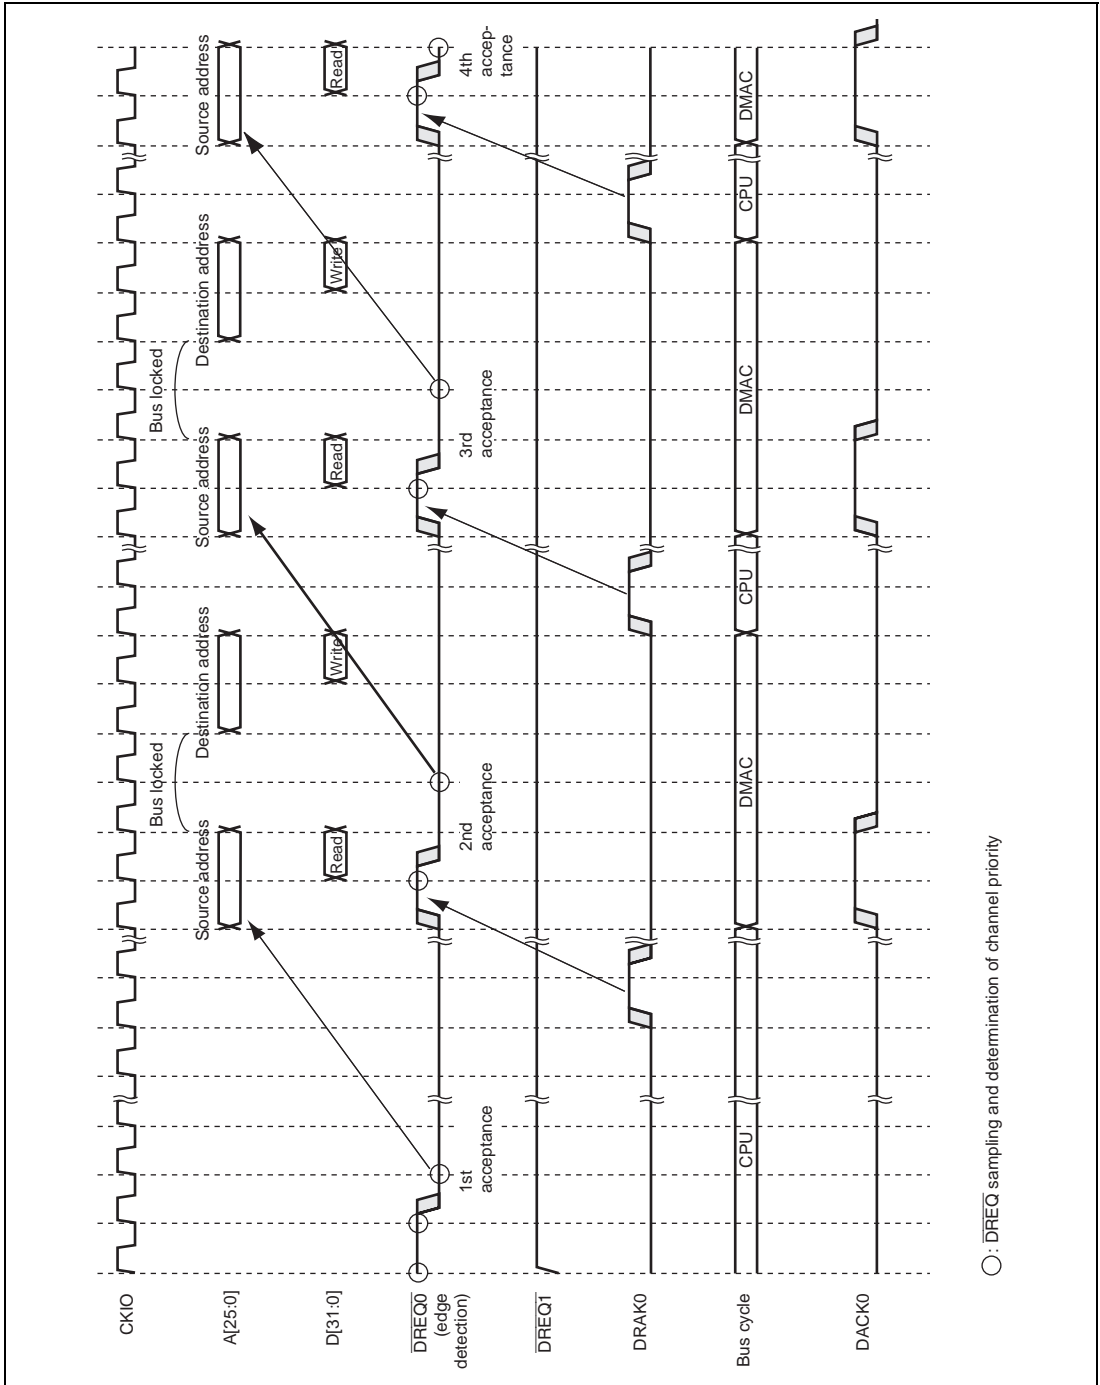 CKIO
Bus locked
Bus locked
Source address
Destination address
Source address
Destination address
Source address
A[25:0]
D[31:0]
Read
Write
Read
Write
Read
DREQ0
(edge
detection)
1st
acceptance
2nd
acceptance
3rd
acceptance
4th
accep-
tance
DREQ1
DRAK0
Bus cycle
CPU
DMAC
CPU
DMAC
CPU
DMAC
DACK0
○: DREQ sampling and determination of channel priority